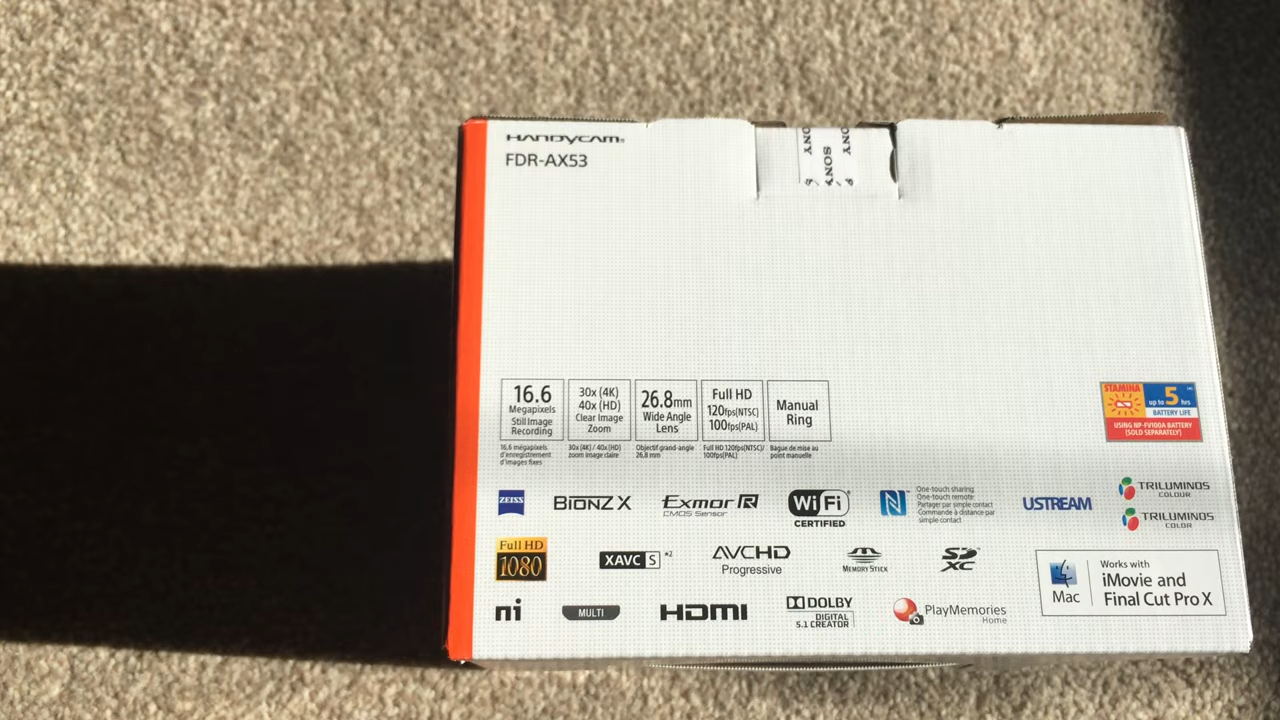 HANDYCAM®
FDR-AX53
SONY
SONY
SONY
16.6
Megapixels
Still Image
Recording
30x (4K)
40x (HD)
Clear Image
Zoom
26.8mm
Wide Angle
Lens
Full HD
120fps(NTSC)
100fps(PAL)
Manual
Ring
16,6 mégapixels
d'enregistrement
d'images fixes
30x (4K) / 40x (HD)
zoom image claire
Objectif grand-angle
26,8 mm
Full HD 120fps(NTSC)/
100fps(PAL)
Bague de mise au
point manuelle
STAMINA
up to 5 hrs
BATTERY LIFE
USING NP-FV100A BATTERY
(SOLD SEPARATELY)
ZEISS
BIONZ X
Exmor R
CMOS Sensor
Wi Fi
CERTIFIED
N
One-touch sharing
One-touch remote
Partager par simple contact
Commande à distance par
simple contact
USTREAM
TRILUMINOS
COLOUR
TRILUMINOS
COLOR
Full HD
1080
XAVC S *2
AVCHD
Progressive
MEMORY STICK
SD
XC
Mac
Works with
iMovie and
Final Cut Pro X
ni
MULTI
HDMI
DOLBY
DIGITAL
5.1 CREATOR
PlayMemories
Home